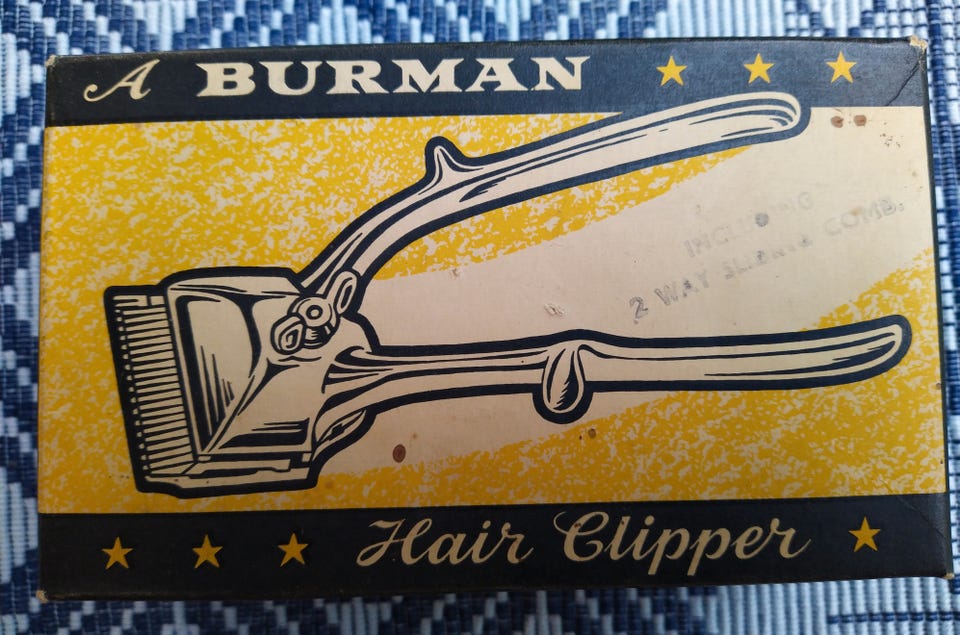 A BURMAN
INCLUDING
2 WAY SLIDING COMB.
Hair Clipper